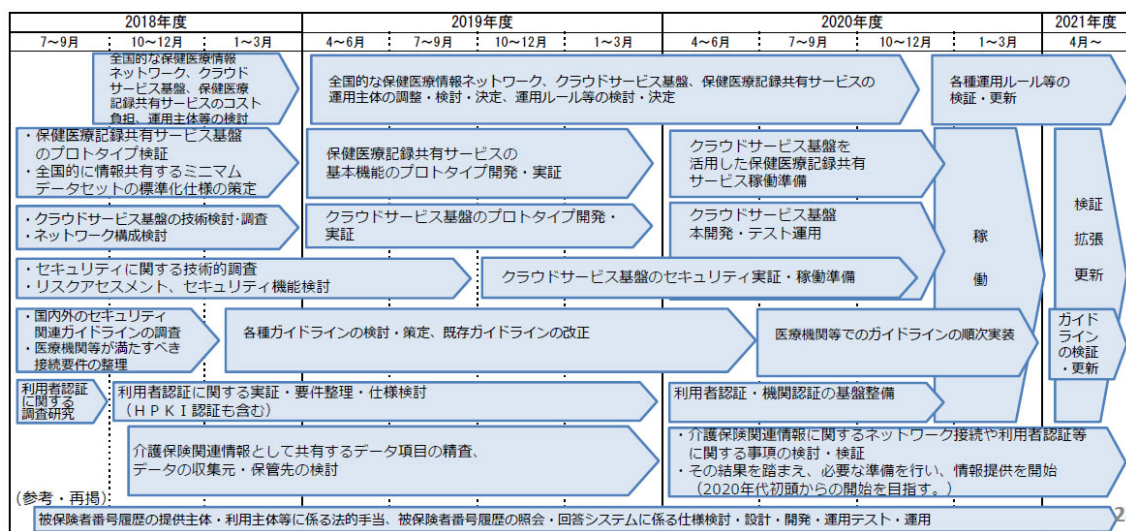 2018年度 2019年度 2020年度 2021年度
7～9月 10～12月 1～3月 4～6月 7～9月 10～12月 1～3月 4～6月 7～9月 10～12月 1～3月 4月～
全国的な保健医療情報
ネットワーク、クラウド
サービス基盤、保健医療
記録共有サービスのコスト
負担、運用主体等の検討
全国的な保健医療情報ネットワーク、クラウドサービス基盤、保健医療記録共有サービスの
運用主体の調整・検討・決定、運用ルール等の検討・決定
各種運用ルール等の
検証・更新
・保健医療記録共有サービス基盤
のプロトタイプ検証
・全国的に情報共有するミニマム
データセットの標準化仕様の策定
保健医療記録共有サービスの
基本機能のプロトタイプ開発・実証
クラウドサービス基盤を
活用した保健医療記録共有
サービス稼働準備
・クラウドサービス基盤の技術検討・調査
・ネットワーク構成検討
クラウドサービス基盤のプロトタイプ開発・
実証
クラウドサービス基盤
本開発・テスト運用
稼
働
検証
拡張
更新
・セキュリティに関する技術的調査
・リスクアセスメント、セキュリティ機能検討
クラウドサービス基盤のセキュリティ実証・稼働準備
・国内外のセキュリティ
関連ガイドラインの調査
・医療機関等が満たすべき
接続要件の整理
各種ガイドラインの検討・策定、既存ガイドラインの改正
医療機関等でのガイドラインの順次実装
ガイド
ライン
の検証
・更新
利用者認証
に関する
調査研究
利用者認証に関する実証・要件整理・仕様検討
（ＨＰＫＩ認証も含む）
利用者認証・機関認証の基盤整備
介護保険関連情報として共有するデータ項目の精査、
データの収集元・保管先の検討
・介護保険関連情報に関するネットワーク接続や利用者認証等
に関する事項の検討・検証
・その結果を踏まえ、必要な準備を行い、情報提供を開始
（2020年代初頭からの開始を目指す。）
（参考・再掲）
被保険者番号履歴の提供主体・利用主体等に係る法的手当、被保険者番号履歴の照会・回答システムに係る仕様検討・設計・開発・運用テスト・運用
2